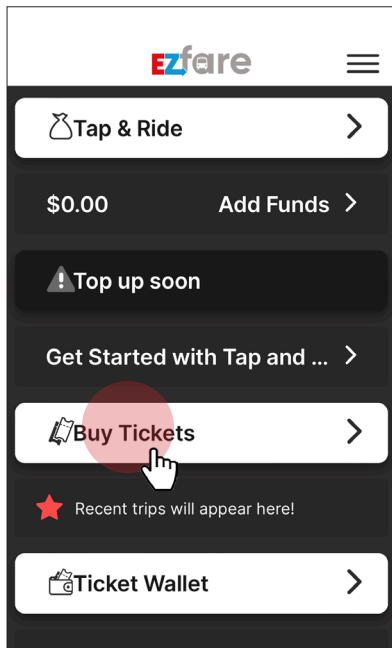 EZfare
Tap & Ride
$0.00 Add Funds
Top up soon
Get Started with Tap and ...
Buy Tickets
Recent trips will appear here!
Ticket Wallet